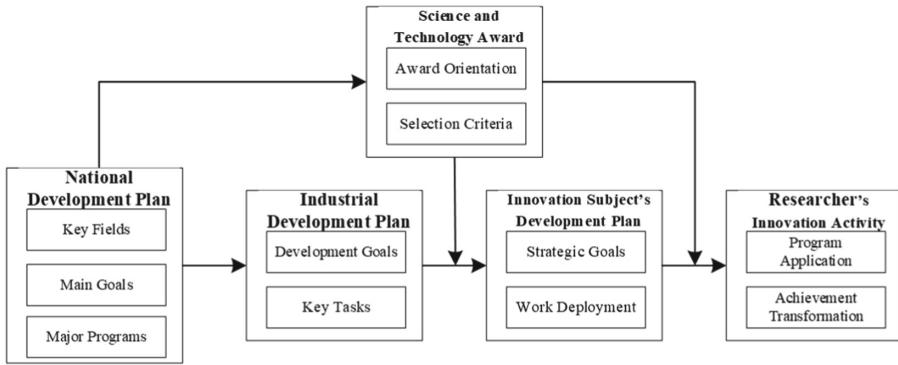 Science and
Technology Award
Award Orientation
Selection Criteria
National
Development Plan
Key Fields
Main Goals
Major Programs
Industrial
Development Plan
Development Goals
Key Tasks
Innovation Subject's
Development Plan
Strategic Goals
Work Deployment
Researcher's
Innovation Activity
Program
Application
Achievement
Transformation